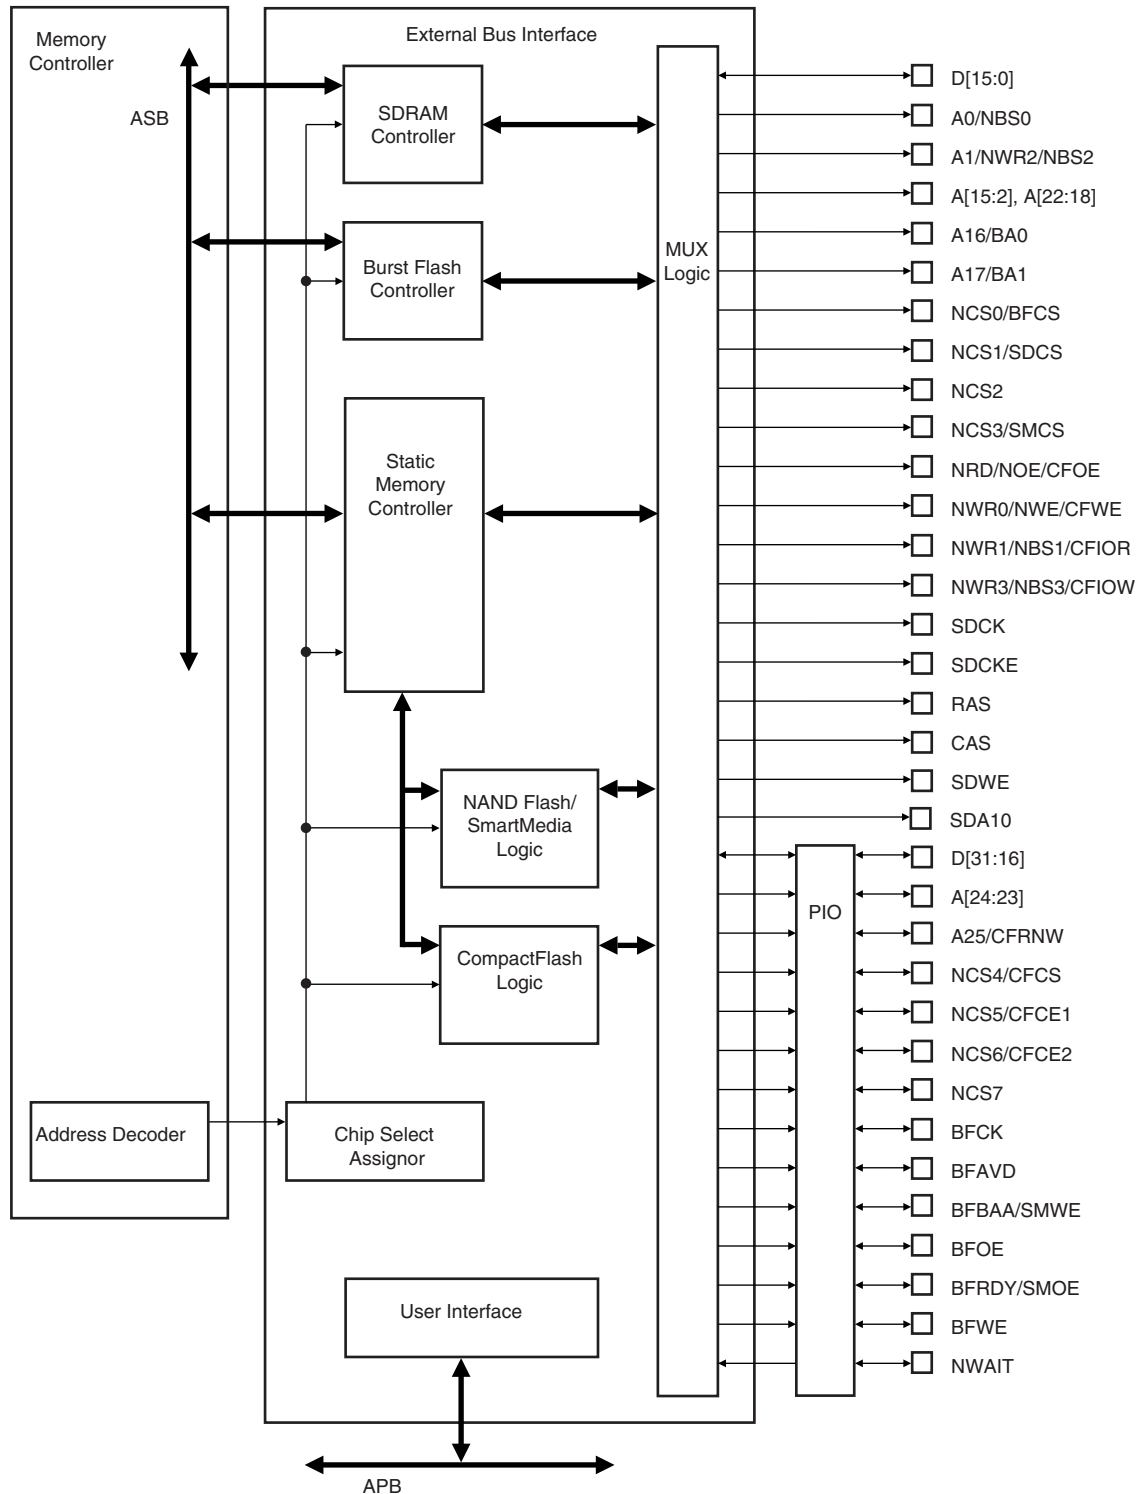 Memory
Controller
External Bus Interface
ASB
SDRAM
Controller
Burst Flash
Controller
Static
Memory
Controller
NAND Flash/
SmartMedia
Logic
CompactFlash
Logic
Address Decoder
Chip Select
Assignor
User Interface
APB
MUX
Logic
PIO
D[15:0]
A0/NBS0
A1/NWR2/NBS2
A[15:2], A[22:18]
A16/BA0
A17/BA1
NCS0/BFCS
NCS1/SDCS
NCS2
NCS3/SMCS
NRD/NOE/CFOE
NWR0/NWE/CFWE
NWR1/NBS1/CFIOR
NWR3/NBS3/CFIOW
SDCK
SDCKE
RAS
CAS
SDWE
SDA10
D[31:16]
A[24:23]
A25/CFRNW
NCS4/CFCS
NCS5/CFCE1
NCS6/CFCE2
NCS7
BFCK
BFAVD
BFBAA/SMWE
BFOE
BFRDY/SMOE
BFWE
NWAIT